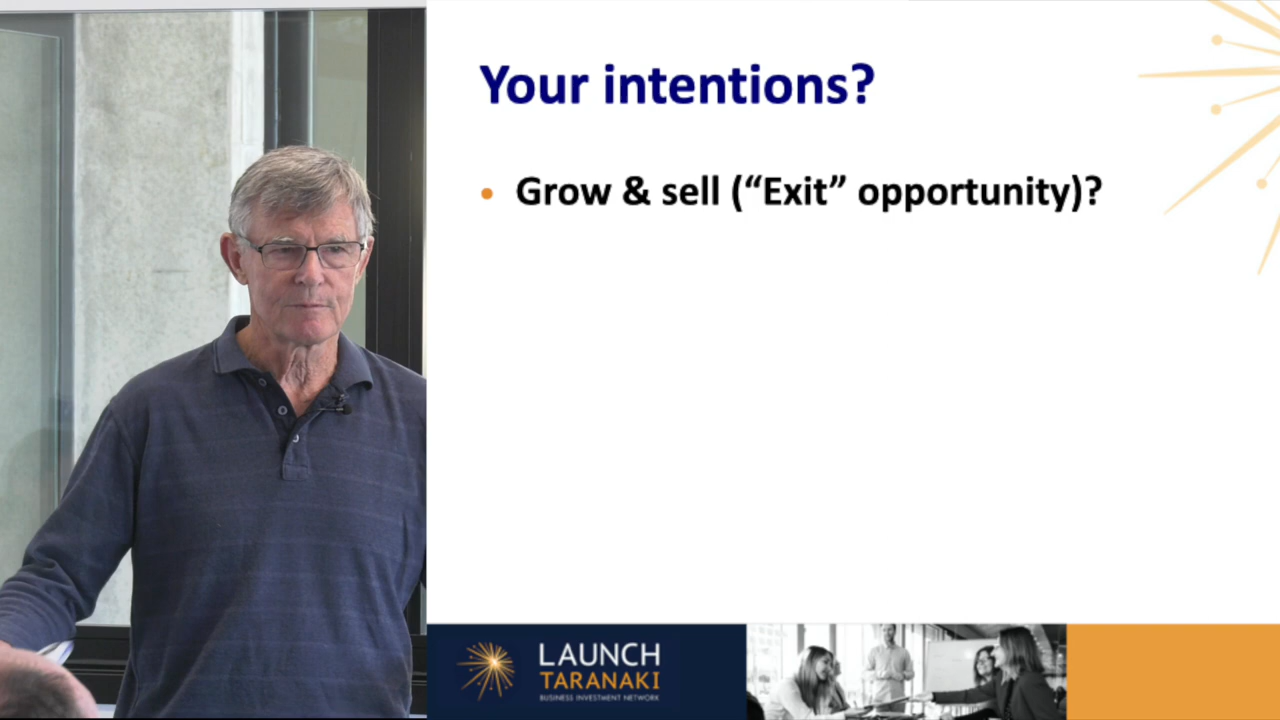 Your intentions?
• Grow & sell (“Exit” opportunity)?
LAUNCH
TARANAKI
BUSINESS INVESTMENT NETWORK